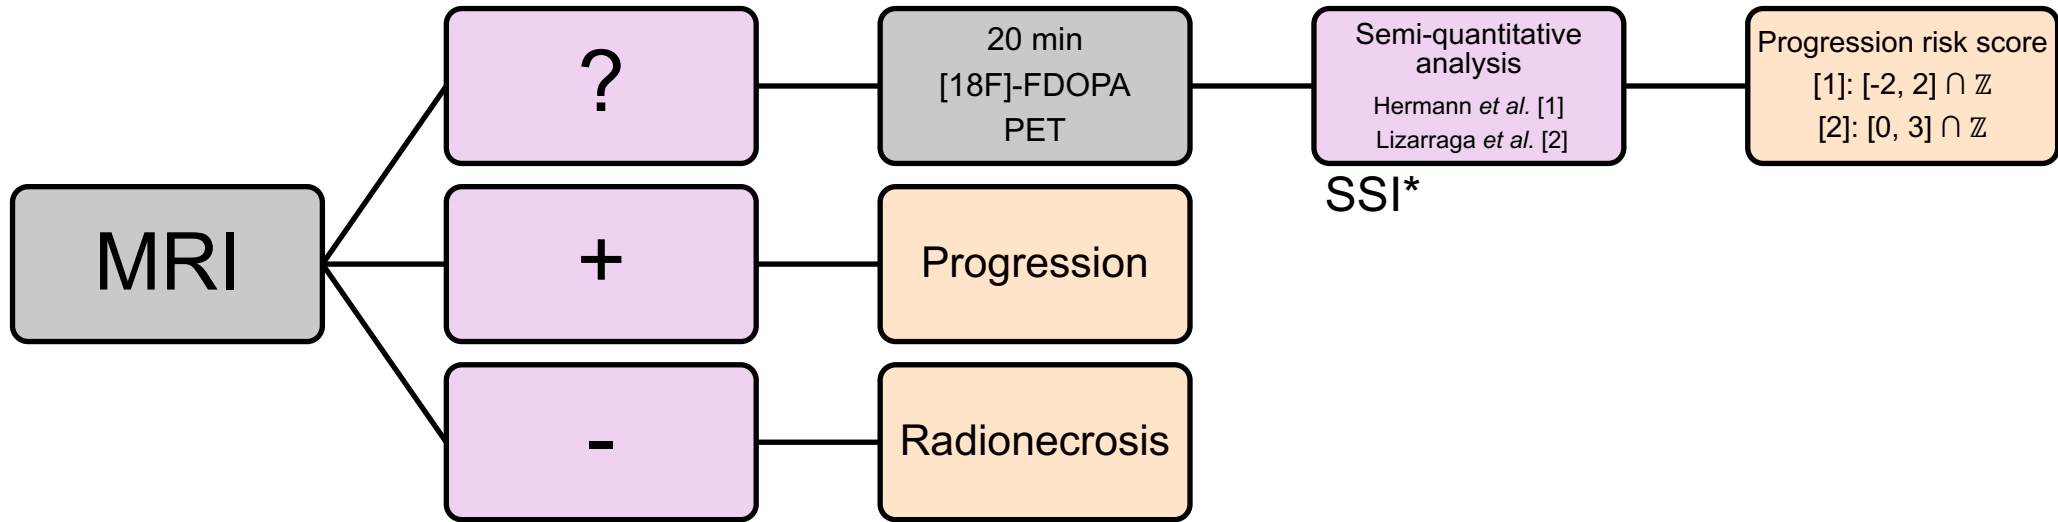 MRI
?
20 min
[18F]-FDOPA
PET
Semi-quantitative
analysis
Hermann et al. [1]
Lizarraga et al. [2]
SSI*
Progression risk score
[1]: [-2, 2] ∩ ℤ
[2]: [0, 3] ∩ ℤ
+
Progression
-
Radionecrosis